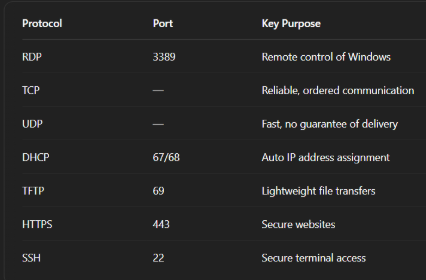 Protocol Port Key Purpose
RDP 3389 Remote control of Windows
TCP — Reliable, ordered communication
UDP — Fast, no guarantee of delivery
DHCP 67/68 Auto IP address assignment
TFTP 69 Lightweight file transfers
HTTPS 443 Secure websites
SSH 22 Secure terminal access